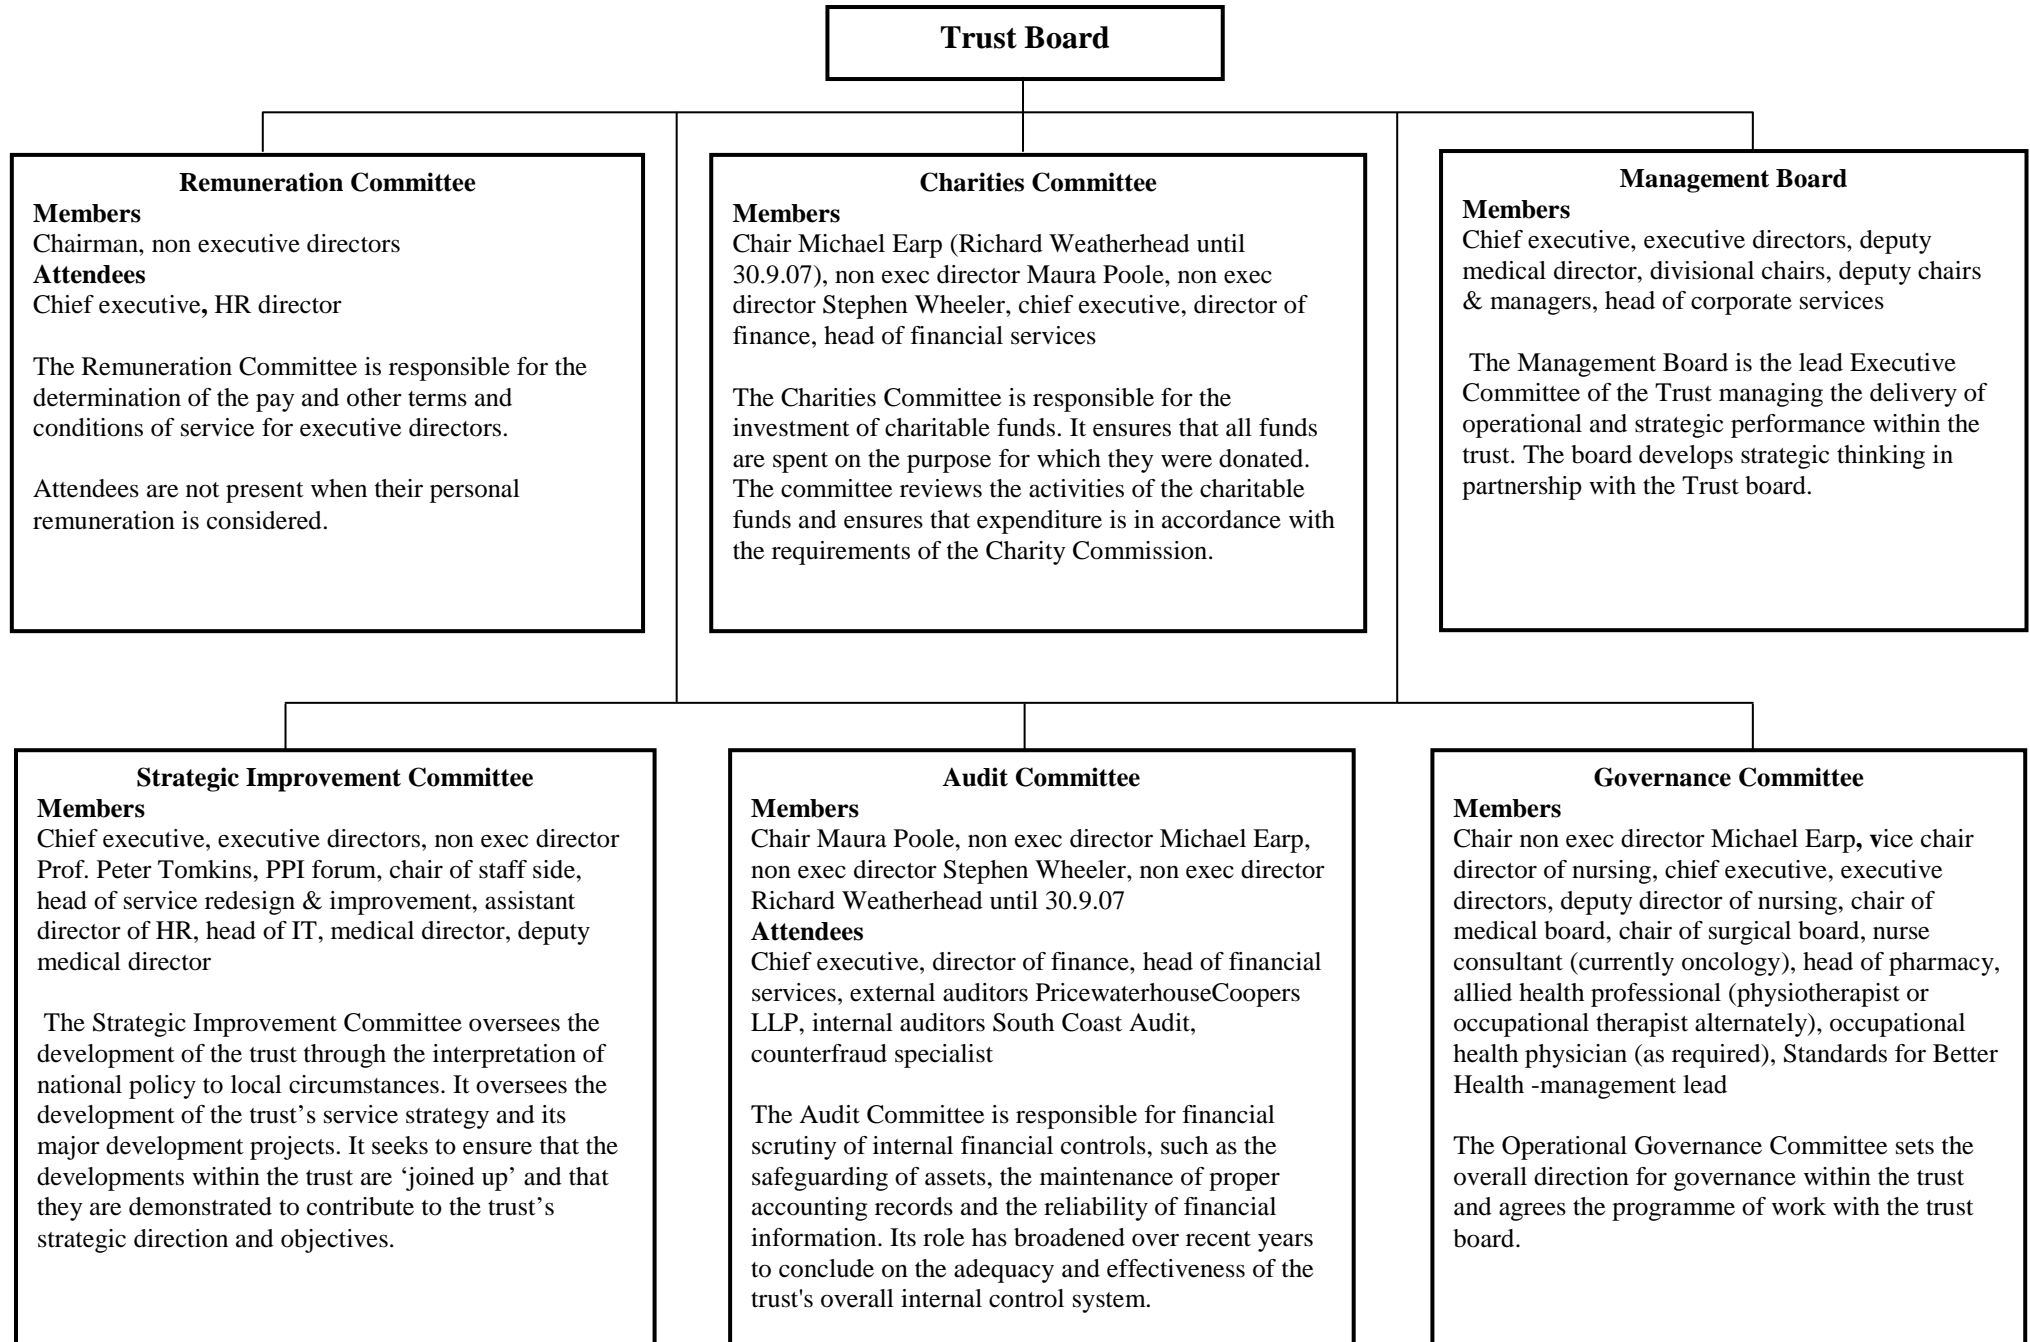 Trust Board
Remuneration Committee
Members
Chairman, non executive directors
Attendees
Chief executive, HR director
The Remuneration Committee is responsible for the
determination of the pay and other terms and
conditions of service for executive directors.
Attendees are not present when their personal
remuneration is considered.
Charities Committee
Members
Chair Michael Earp (Richard Weatherhead until
30.9.07), non exec director Maura Poole, non exec
director Stephen Wheeler, chief executive, director of
finance, head of financial services
The Charities Committee is responsible for the
investment of charitable funds. It ensures that all funds
are spent on the purpose for which they were donated.
The committee reviews the activities of the charitable
funds and ensures that expenditure is in accordance with
the requirements of the Charity Commission.
Management Board
Members
Chief executive, executive directors, deputy
medical director, divisional chairs, deputy chairs
& managers, head of corporate services
The Management Board is the lead Executive
Committee of the Trust managing the delivery of
operational and strategic performance within the
trust. The board develops strategic thinking in
partnership with the Trust board.
Strategic Improvement Committee
Members
Chief executive, executive directors, non exec director
Prof. Peter Tomkins, PPI forum, chair of staff side,
head of service redesign & improvement, assistant
director of HR, head of IT, medical director, deputy
medical director
The Strategic Improvement Committee oversees the
development of the trust through the interpretation of
national policy to local circumstances. It oversees the
development of the trust’s service strategy and its
major development projects. It seeks to ensure that the
developments within the trust are ‘joined up’ and that
they are demonstrated to contribute to the trust’s
strategic direction and objectives.
Audit Committee
Members
Chair Maura Poole, non exec director Michael Earp,
non exec director Stephen Wheeler, non exec director
Richard Weatherhead until 30.9.07
Attendees
Chief executive, director of finance, head of financial
services, external auditors PricewaterhouseCoopers
LLP, internal auditors South Coast Audit,
counterfraud specialist
The Audit Committee is responsible for financial
scrutiny of internal financial controls, such as the
safeguarding of assets, the maintenance of proper
accounting records and the reliability of financial
information. Its role has broadened over recent years
to conclude on the adequacy and effectiveness of the
trust's overall internal control system.
Governance Committee
Members
Chair non exec director Michael Earp, vice chair
director of nursing, chief executive, executive
directors, deputy director of nursing, chair of
medical board, chair of surgical board, nurse
consultant (currently oncology), head of pharmacy,
allied health professional (physiotherapist or
occupational therapist alternately), occupational
health physician (as required), Standards for Better
Health -management lead
The Operational Governance Committee sets the
overall direction for governance within the trust
and agrees the programme of work with the trust
board.